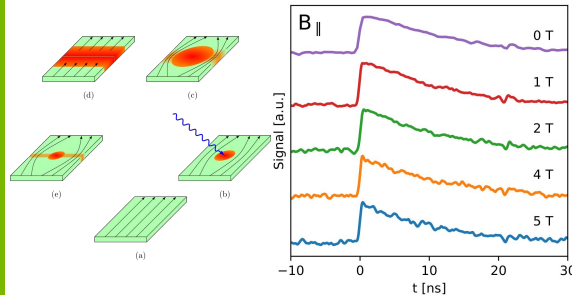 (d)
(c)
(e)
(b)
(a)
B∥
0 T
1 T
2 T
4 T
5 T
Signal [a.u.]
−10
0
10
20
30
t [ns]